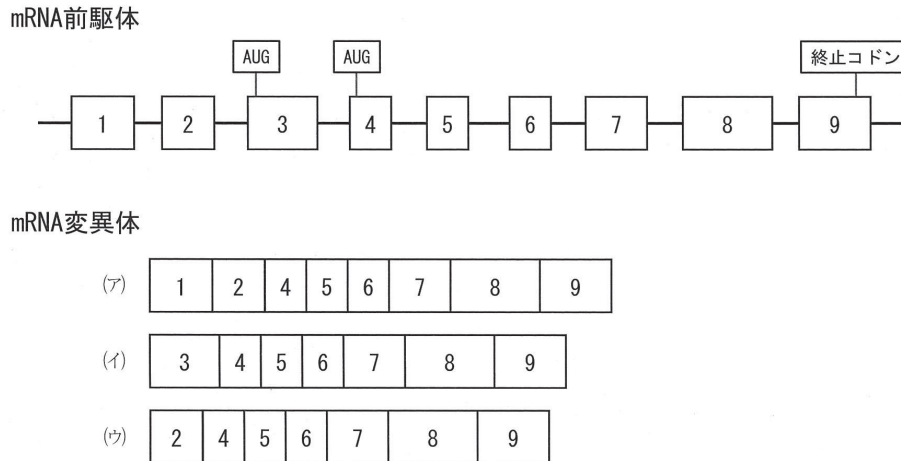 mRNA前駆体
AUG AUG 終止コドン
1 2 3 4 5 6 7 8 9
mRNA変異体
(ア) 1 2 4 5 6 7 8 9
(イ) 3 4 5 6 7 8 9
(ウ) 2 4 5 6 7 8 9